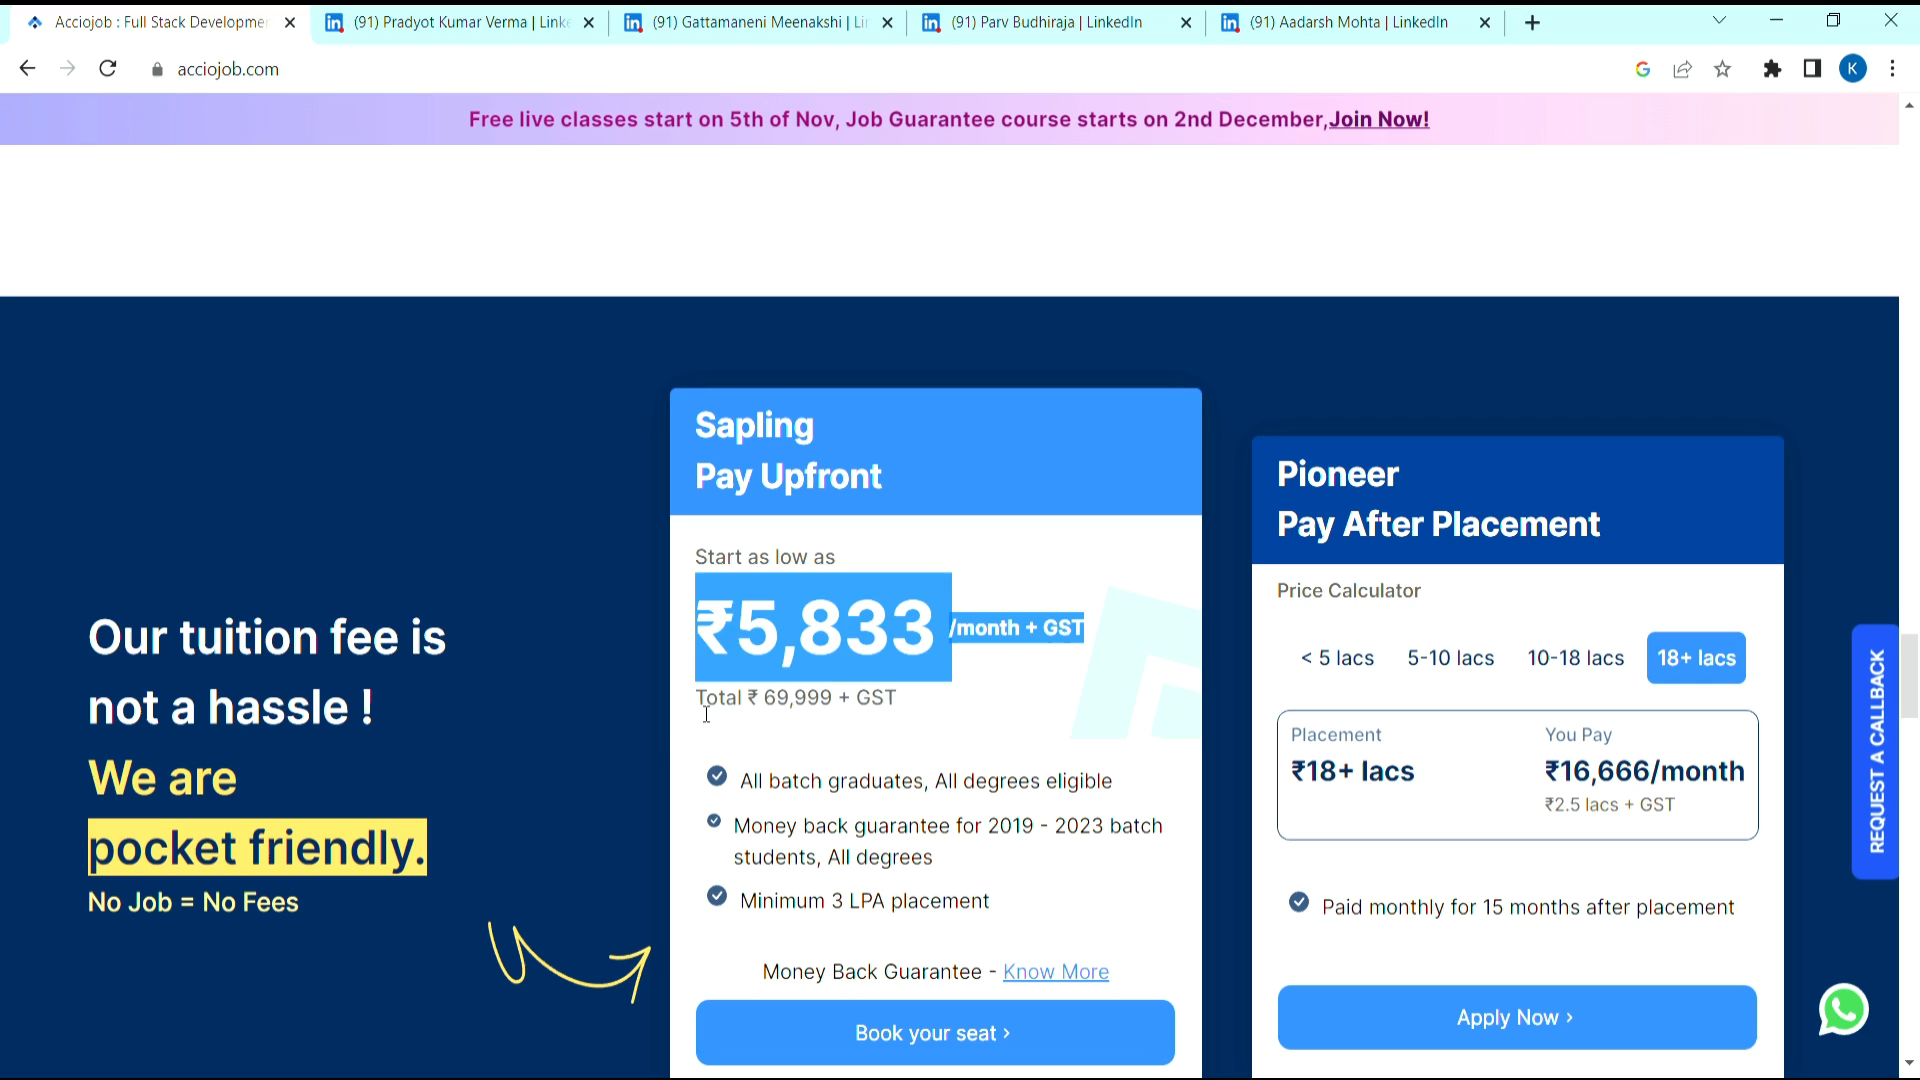 Acciojob : Full Stack Developme
(91) Pradyot Kumar Verma | Linke
(91) Gattamaneni Meenakshi | Lin
(91) Parv Budhiraja | LinkedIn
(91) Aadarsh Mohta | LinkedIn
acciojob.com
K
Free live classes start on 5th of Nov, Job Guarantee course starts on 2nd December,Join Now!
Our tuition fee is
not a hassle !
We are
pocket friendly.
No Job = No Fees
Sapling
Pay Upfront
Start as low as
₹5,833 /month + GST
Total ₹ 69,999 + GST
All batch graduates, All degrees eligible
Money back guarantee for 2019 - 2023 batch
students, All degrees
Minimum 3 LPA placement
Money Back Guarantee - Know More
Book your seat ›
Pioneer
Pay After Placement
Price Calculator
< 5 lacs 5-10 lacs 10-18 lacs 18+ lacs
Placement You Pay
₹18+ lacs ₹16,666/month
₹2.5 lacs + GST
Paid monthly for 15 months after placement
Apply Now ›
REQUEST A CALLBACK